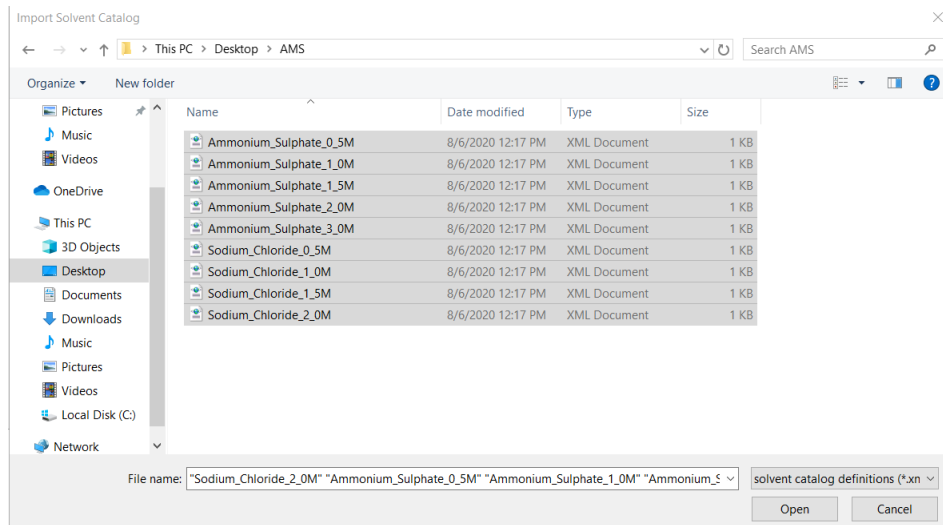 Import Solvent Catalog
This PC > Desktop > AMS
Search AMS
Organize
New folder
?
Pictures
Music
Videos
OneDrive
This PC
3D Objects
Desktop
Documents
Downloads
Music
Pictures
Videos
Local Disk (C:)
Network
Name Date modified Type Size
Ammonium_Sulphate_0_5M 8/6/2020 12:17 PM XML Document 1 KB
Ammonium_Sulphate_1_0M 8/6/2020 12:17 PM XML Document 1 KB
Ammonium_Sulphate_1_5M 8/6/2020 12:17 PM XML Document 1 KB
Ammonium_Sulphate_2_0M 8/6/2020 12:17 PM XML Document 1 KB
Ammonium_Sulphate_3_0M 8/6/2020 12:17 PM XML Document 1 KB
Sodium_Chloride_0_5M 8/6/2020 12:17 PM XML Document 1 KB
Sodium_Chloride_1_0M 8/6/2020 12:17 PM XML Document 1 KB
Sodium_Chloride_1_5M 8/6/2020 12:17 PM XML Document 1 KB
Sodium_Chloride_2_0M 8/6/2020 12:17 PM XML Document 1 KB
File name: "Sodium_Chloride_2_0M" "Ammonium_Sulphate_0_5M" "Ammonium_Sulphate_1_0M" "Ammonium_S
solvent catalog definitions (*.xn
Open
Cancel